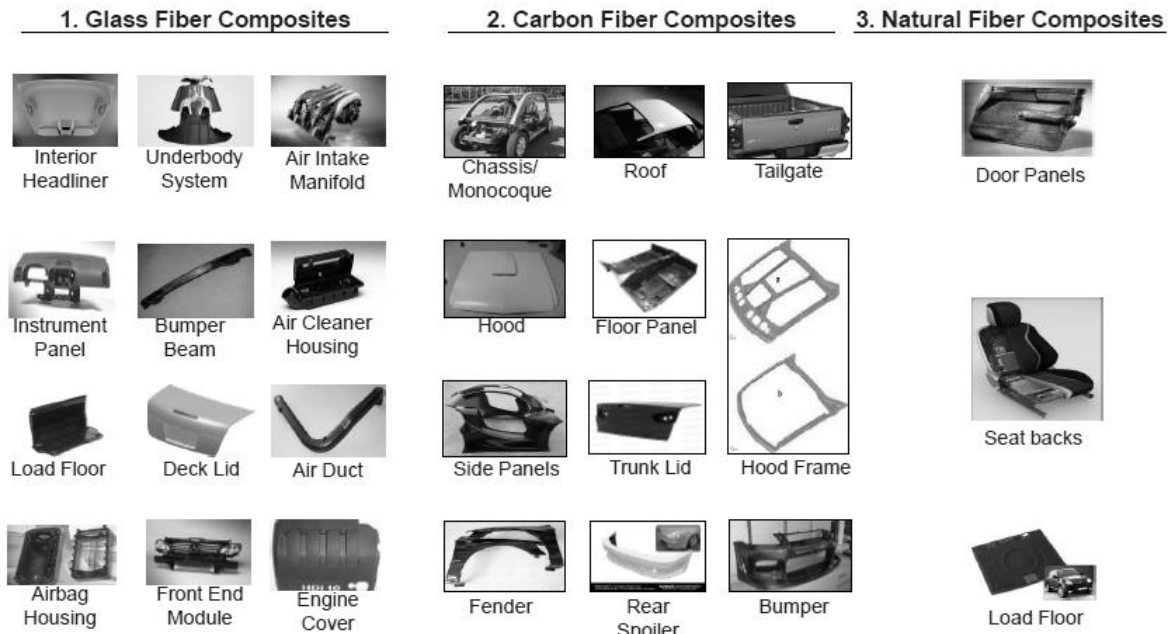 1. Glass Fiber Composites
2. Carbon Fiber Composites
3. Natural Fiber Composites
Interior
Headliner
Underbody
System
Air Intake
Manifold
Chassis/
Monocoque
Roof
Tailgate
Door Panels
Instrument
Panel
Bumper
Beam
Air Cleaner
Housing
Hood
Floor Panel
Load Floor
Deck Lid
Air Duct
Side Panels
Trunk Lid
Hood Frame
Seat backs
Airbag
Housing
Front End
Module
Engine
Cover
Fender
Rear
Spoiler
Bumper
Load Floor